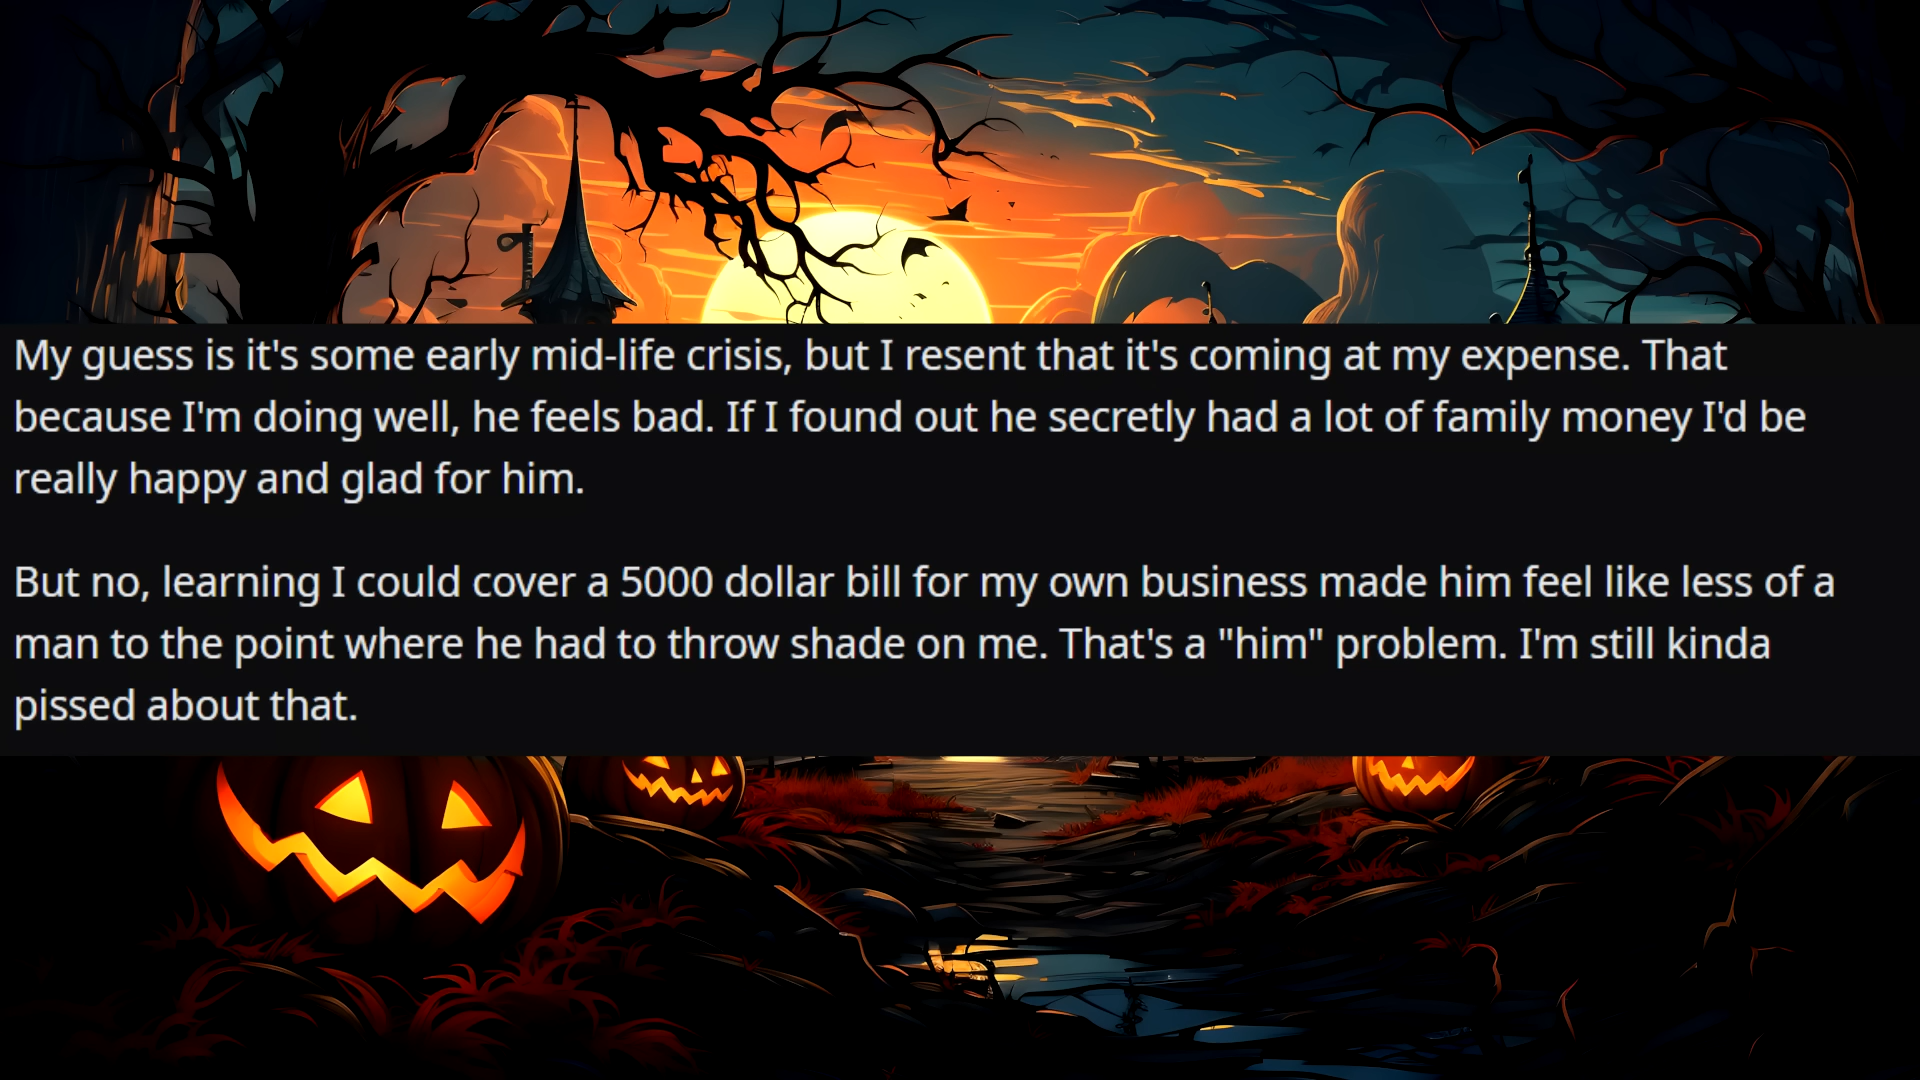 My guess is it's some early mid-life crisis, but I resent that it's coming at my expense. That
because I'm doing well, he feels bad. If I found out he secretly had a lot of family money I'd be
really happy and glad for him.
But no, learning I could cover a 5000 dollar bill for my own business made him feel like less of a
man to the point where he had to throw shade on me. That's a "him" problem. I'm still kinda
pissed about that.